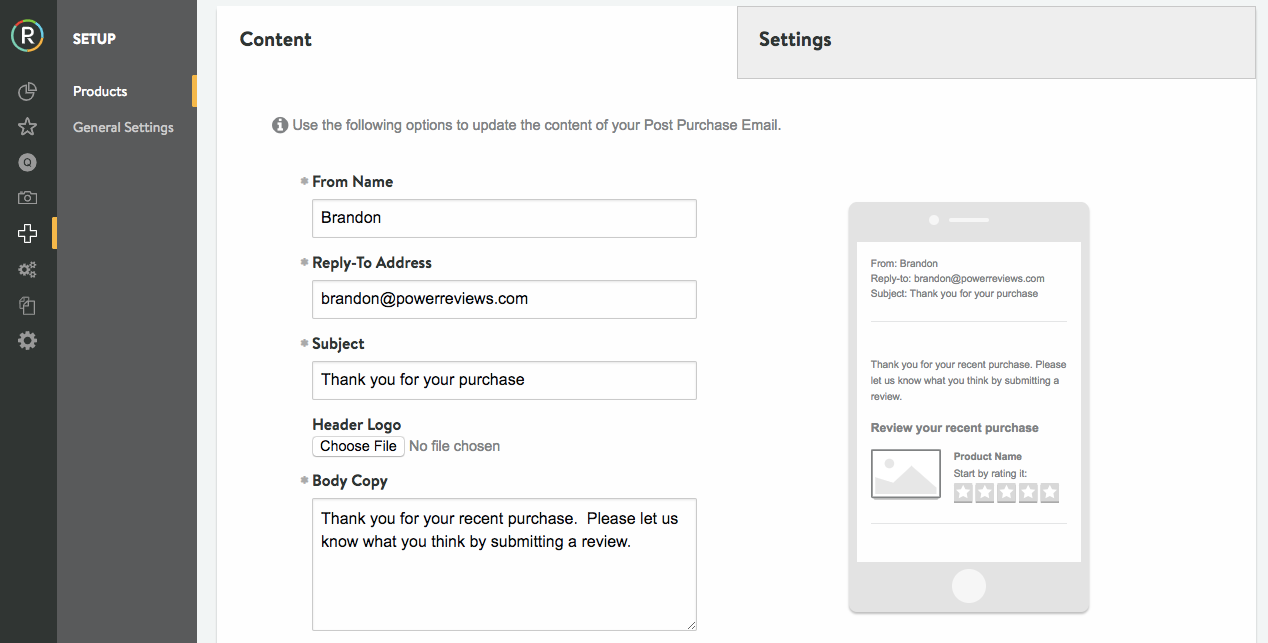 R
SETUP
Products
General Settings
Q
Content
Settings
i Use the following options to update the content of your Post Purchase Email.
* From Name
Brandon
* Reply-To Address
brandon@powerreviews.com
* Subject
Thank you for your purchase
Header Logo
Choose File No file chosen
* Body Copy
Thank you for your recent purchase.  Please let us
know what you think by submitting a review.
From: Brandon
Reply-to: brandon@powerreviews.com
Subject: Thank you for your purchase
Thank you for your recent purchase. Please
let us know what you think by submitting a
review.
Review your recent purchase
Product Name
Start by rating it: